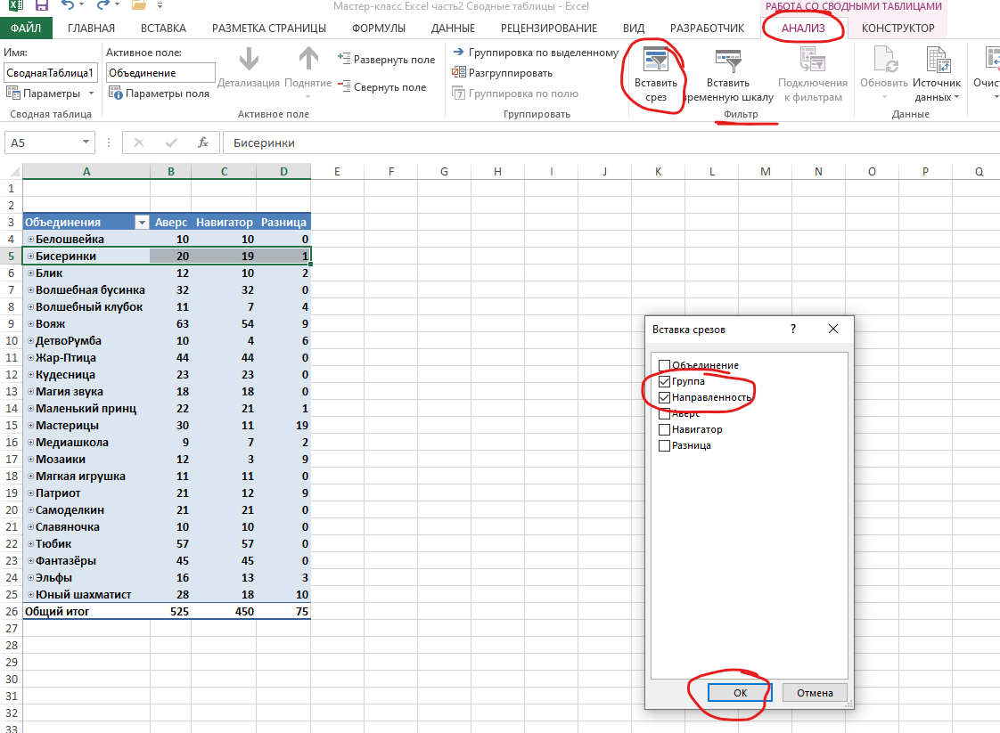 Мастер-класс Excel часть2 Сводные таблицы - Excel
РАБОТА СО СВОДНЫМИ ТАБЛИЦАМИ
ФАЙЛ ГЛАВНАЯ ВСТАВКА РАЗМЕТКА СТРАНИЦЫ ФОРМУЛЫ ДАННЫЕ РЕЦЕНЗИРОВАНИЕ ВИД РАЗРАБОТЧИК АНАЛИЗ КОНСТРУКТОР
Имя:
СводнаяТаблица1
Параметры
Сводная таблица
Активное поле:
Объединение
Параметры поля
Детализация
Поднятие
Развернуть поле
Свернуть поле
Активное поле
Группировка по выделенному
Разгруппировать
Группировка по полю
Группировать
Вставить
срез
Вставить
временную шкалу
Подключения
к фильтрам
Фильтр
Обновить
Источник
данных
Данные
Очис
A5
fx
Бисеринки
A B C D E F G H I J K L M N O P Q
1
2
3 Объединения Аверс Навигатор Разница
4 Белошвейка 10 10 0
5 Бисеринки 20 19 1
6 Блик 12 10 2
7 Волшебная бусинка 32 32 0
8 Волшебный клубок 11 7 4
9 Вояж 63 54 9
10 ДетвоРумба 10 4 6
11 Жар-Птица 44 44 0
12 Кудесница 23 23 0
13 Магия звука 18 18 0
14 Маленький принц 22 21 1
15 Мастерицы 30 11 19
16 Медиашкола 9 7 2
17 Мозаики 12 3 9
18 Мягкая игрушка 11 11 0
19 Патриот 21 12 9
20 Самоделкин 21 21 0
21 Славяночка 10 10 0
22 Тюбик 57 57 0
23 Фантазёры 45 45 0
24 Эльфы 16 13 3
25 Юный шахматист 28 18 10
26 Общий итог 525 450 75
27
28
29
30
31
32
33
Вставка срезов ?
Объединение
Группа
Направленность
Аверс
Навигатор
Разница
ОК Отмена